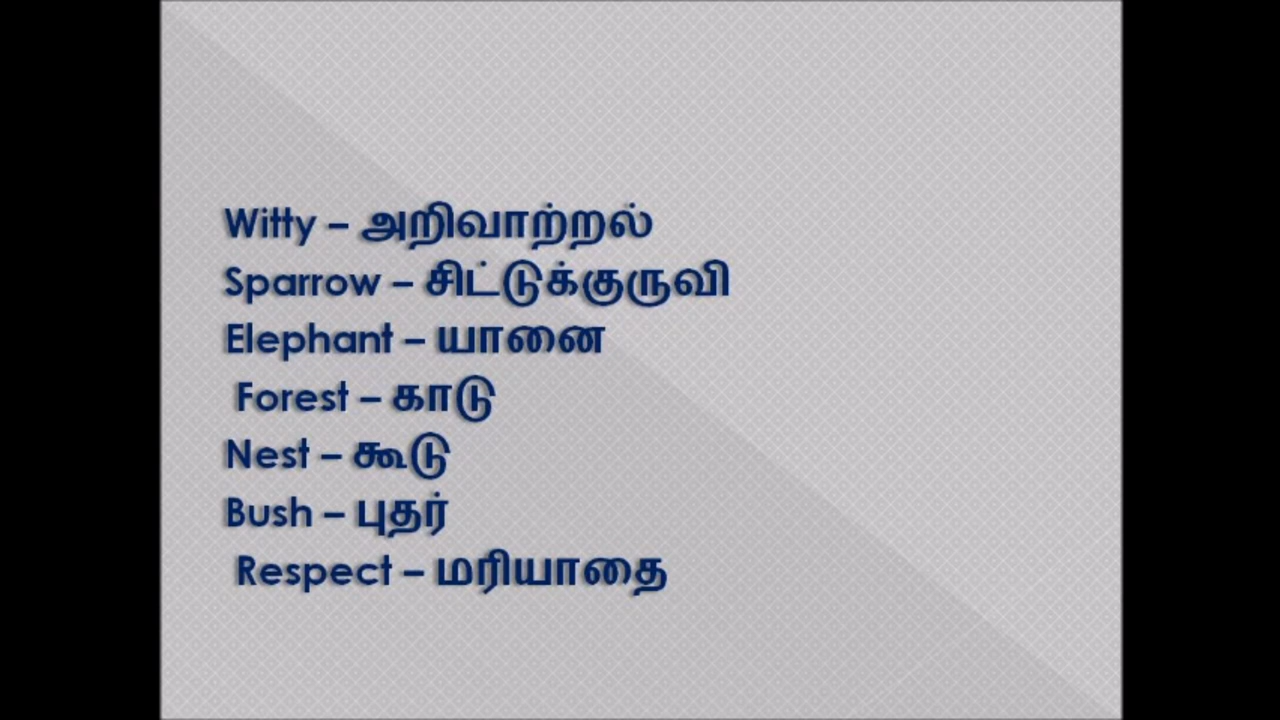 Witty – அறிவாற்றல்
Sparrow – சிட்டுக்குருவி
Elephant – யானை
Forest – காடு
Nest – கூடு
Bush – புதர்
Respect – மரியாதை